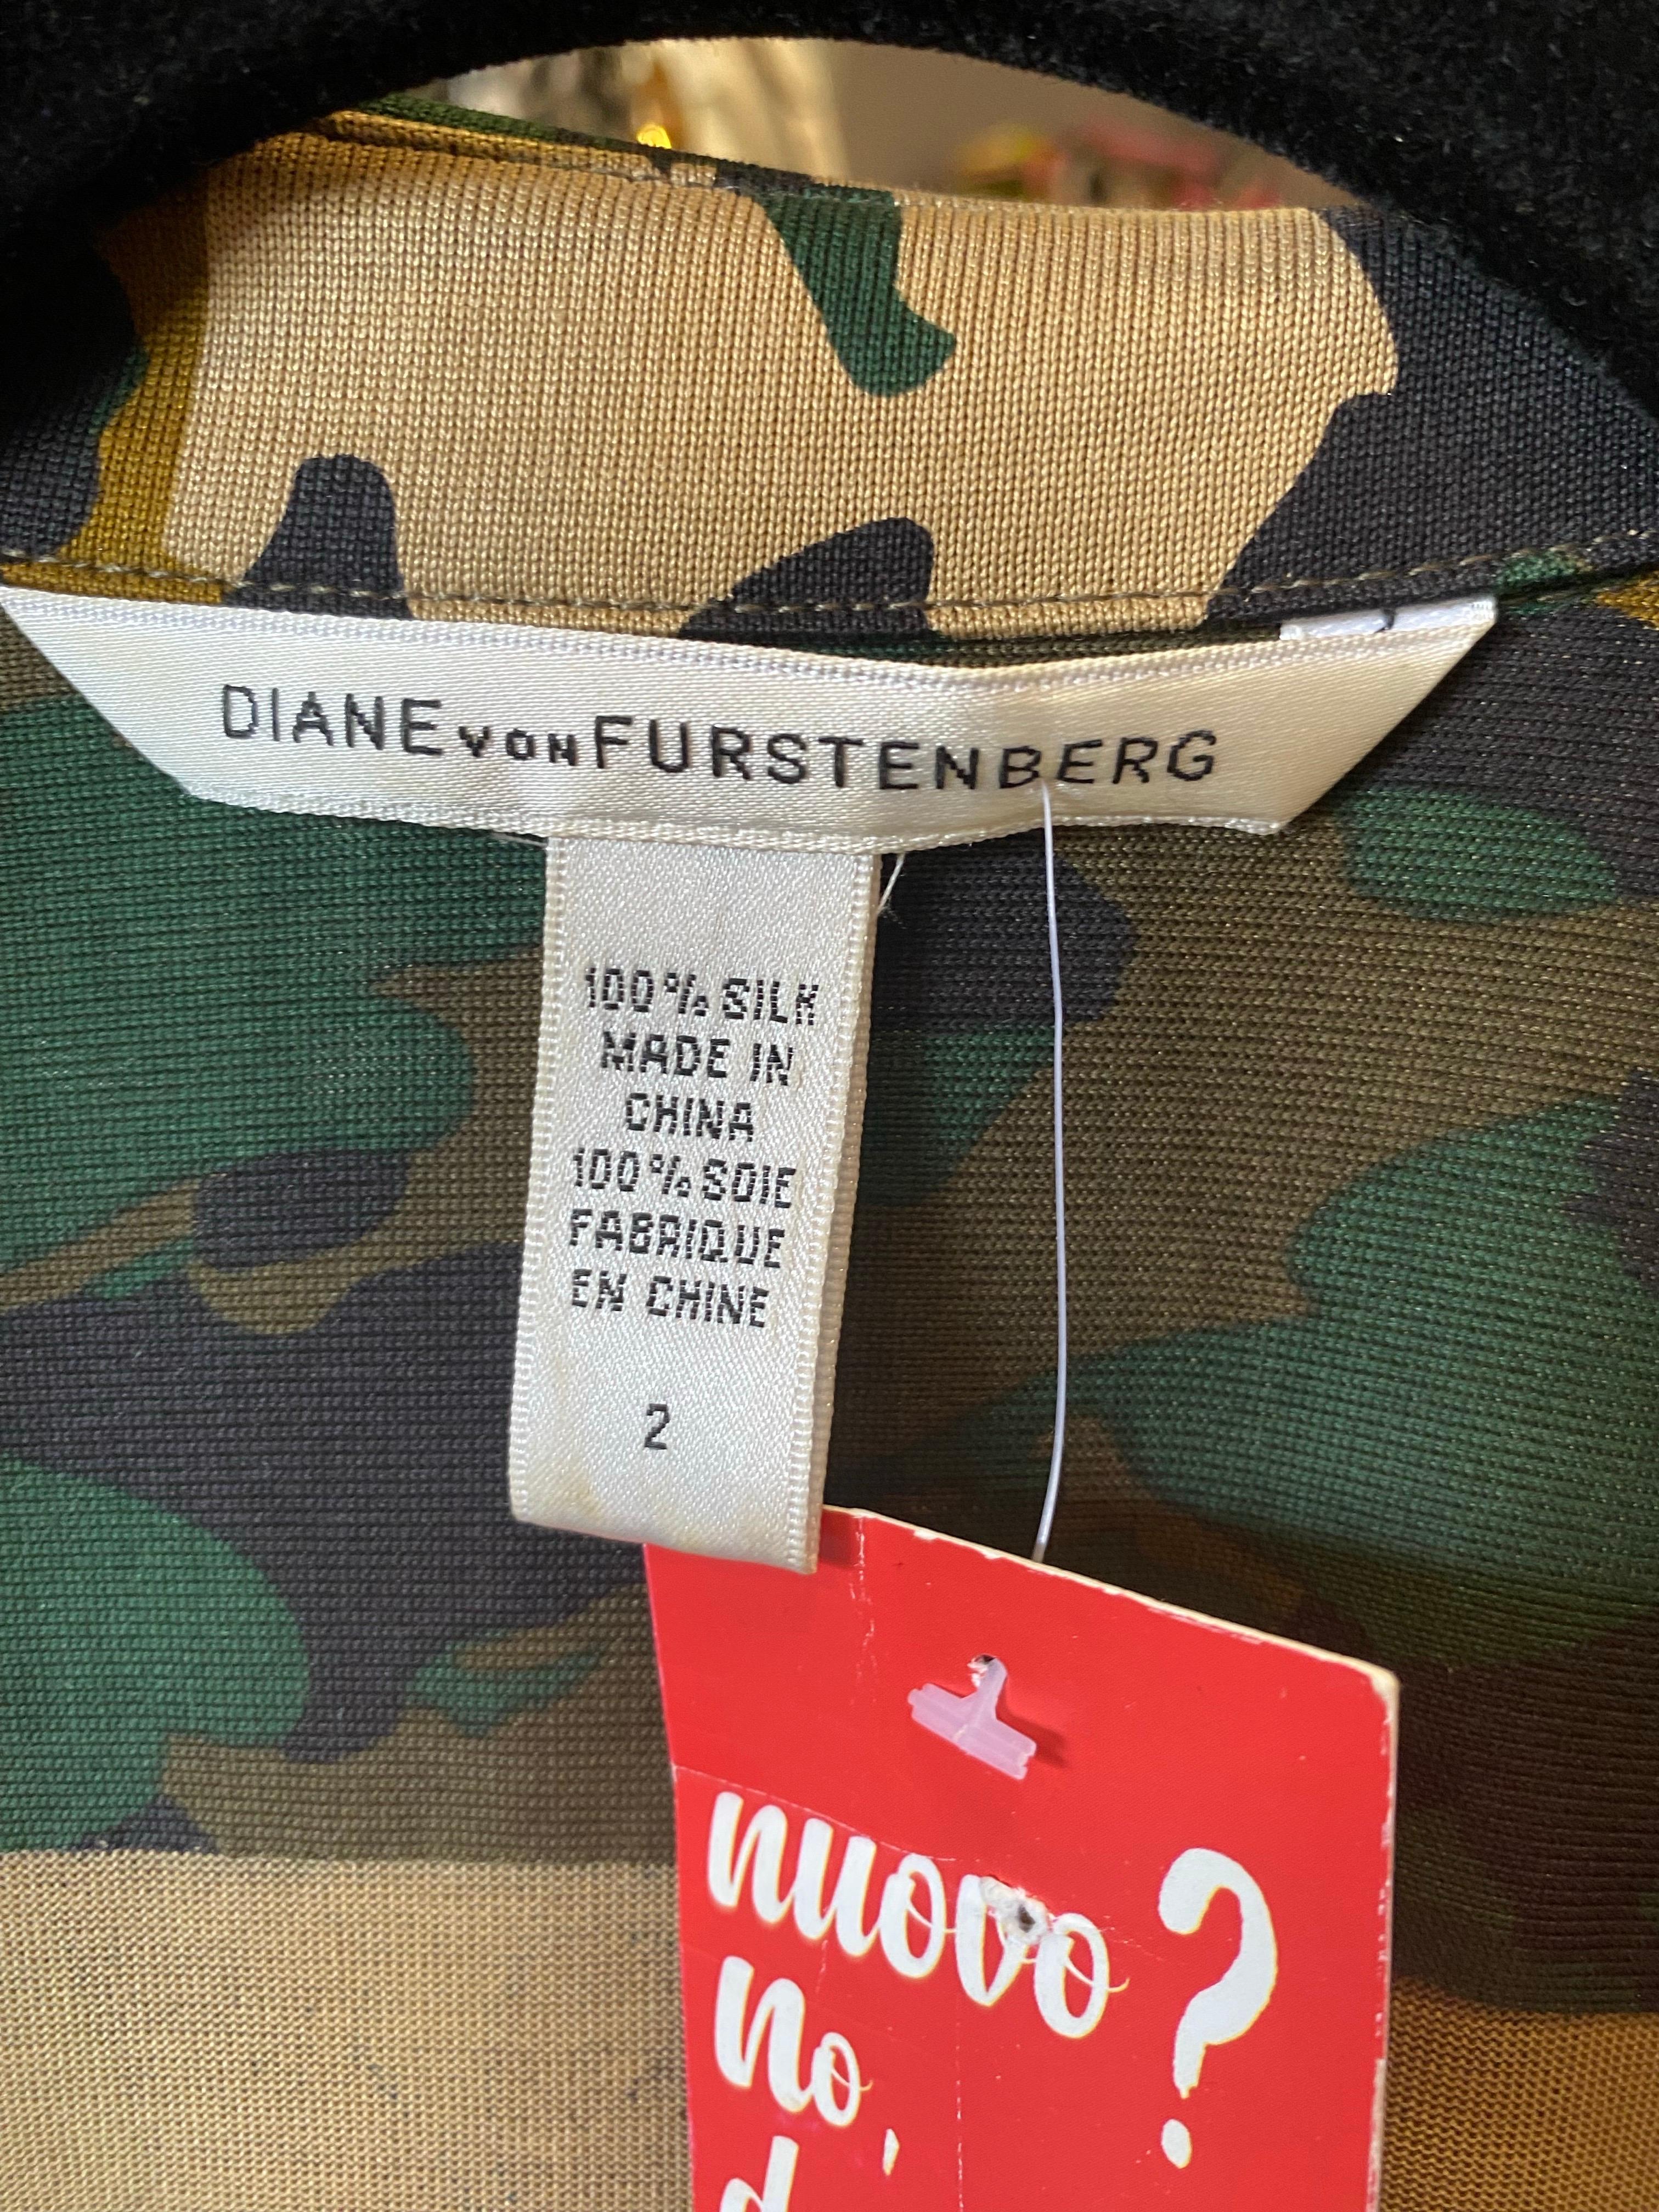 DIANE von FURSTENBERG
100% SILK
MADE IN
CHINA
100% SOIE
FABRIQUE
EN CHINE
2
nuovo?
No,